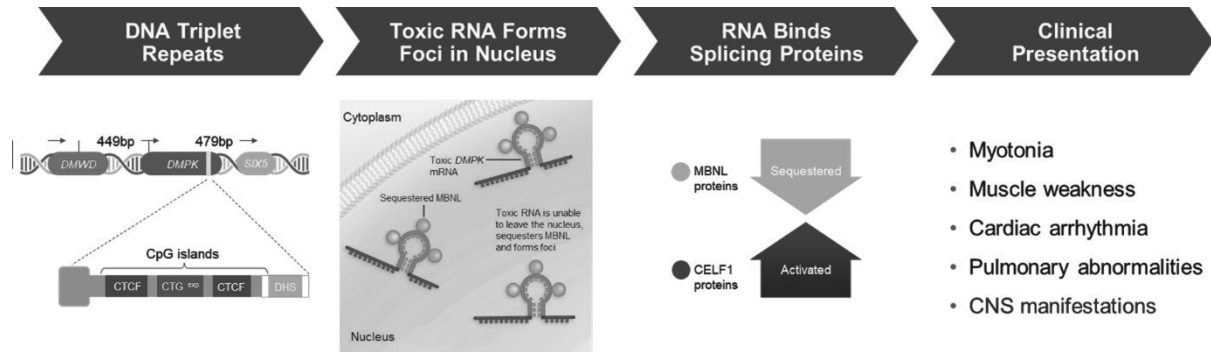 DNA Triplet
Repeats
Toxic RNA Forms
Foci in Nucleus
RNA Binds
Splicing Proteins
Clinical
Presentation
449bp
479bp
DMWD
DMPK
SIX5
CpG islands
CTCF
CTG exp
CTCF
DHS
Cytoplasm
Toxic DMPK
mRNA
Sequestered MBNL
Toxic RNA is unable
to leave the nucleus,
sequesters MBNL
and forms foci
Nucleus
MBNL
proteins
Sequestered
CELF1
proteins
Activated
• Myotonia
• Muscle weakness
• Cardiac arrhythmia
• Pulmonary abnormalities
• CNS manifestations